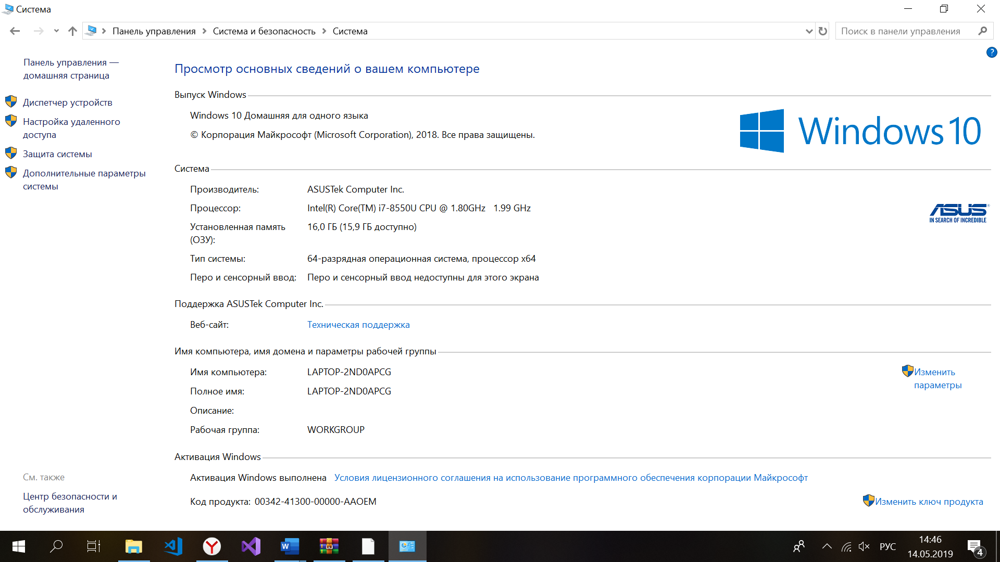 Система
Панель управления
Система и безопасность
Система
Поиск в панели управления
Панель управления —
домашняя страница
Диспетчер устройств
Настройка удаленного
доступа
Защита системы
Дополнительные параметры
системы
Просмотр основных сведений о вашем компьютере
Выпуск Windows
Windows 10 Домашняя для одного языка
© Корпорация Майкрософт (Microsoft Corporation), 2018. Все права защищены.
Windows 10
Система
Производитель: ASUSTek Computer Inc.
Процессор: Intel(R) Core(TM) i7-8550U CPU @ 1.80GHz 1.99 GHz
Установленная память 16,0 ГБ (15,9 ГБ доступно)
(ОЗУ):
Тип системы: 64-разрядная операционная система, процессор x64
Перо и сенсорный ввод: Перо и сенсорный ввод недоступны для этого экрана
ASUS
IN SEARCH OF INCREDIBLE
Поддержка ASUSTek Computer Inc.
Веб-сайт: Техническая поддержка
Имя компьютера, имя домена и параметры рабочей группы
Имя компьютера: LAPTOP-2ND0APCG
Полное имя: LAPTOP-2ND0APCG
Описание:
Рабочая группа: WORKGROUP
Изменить
параметры
Активация Windows
Активация Windows выполнена Условия лицензионного соглашения на использование программного обеспечения корпорации Майкрософт
Код продукта: 00342-41300-00000-AAOEM
Изменить ключ продукта
См. также
Центр безопасности и
обслуживания
РУС
14:46
14.05.2019
4